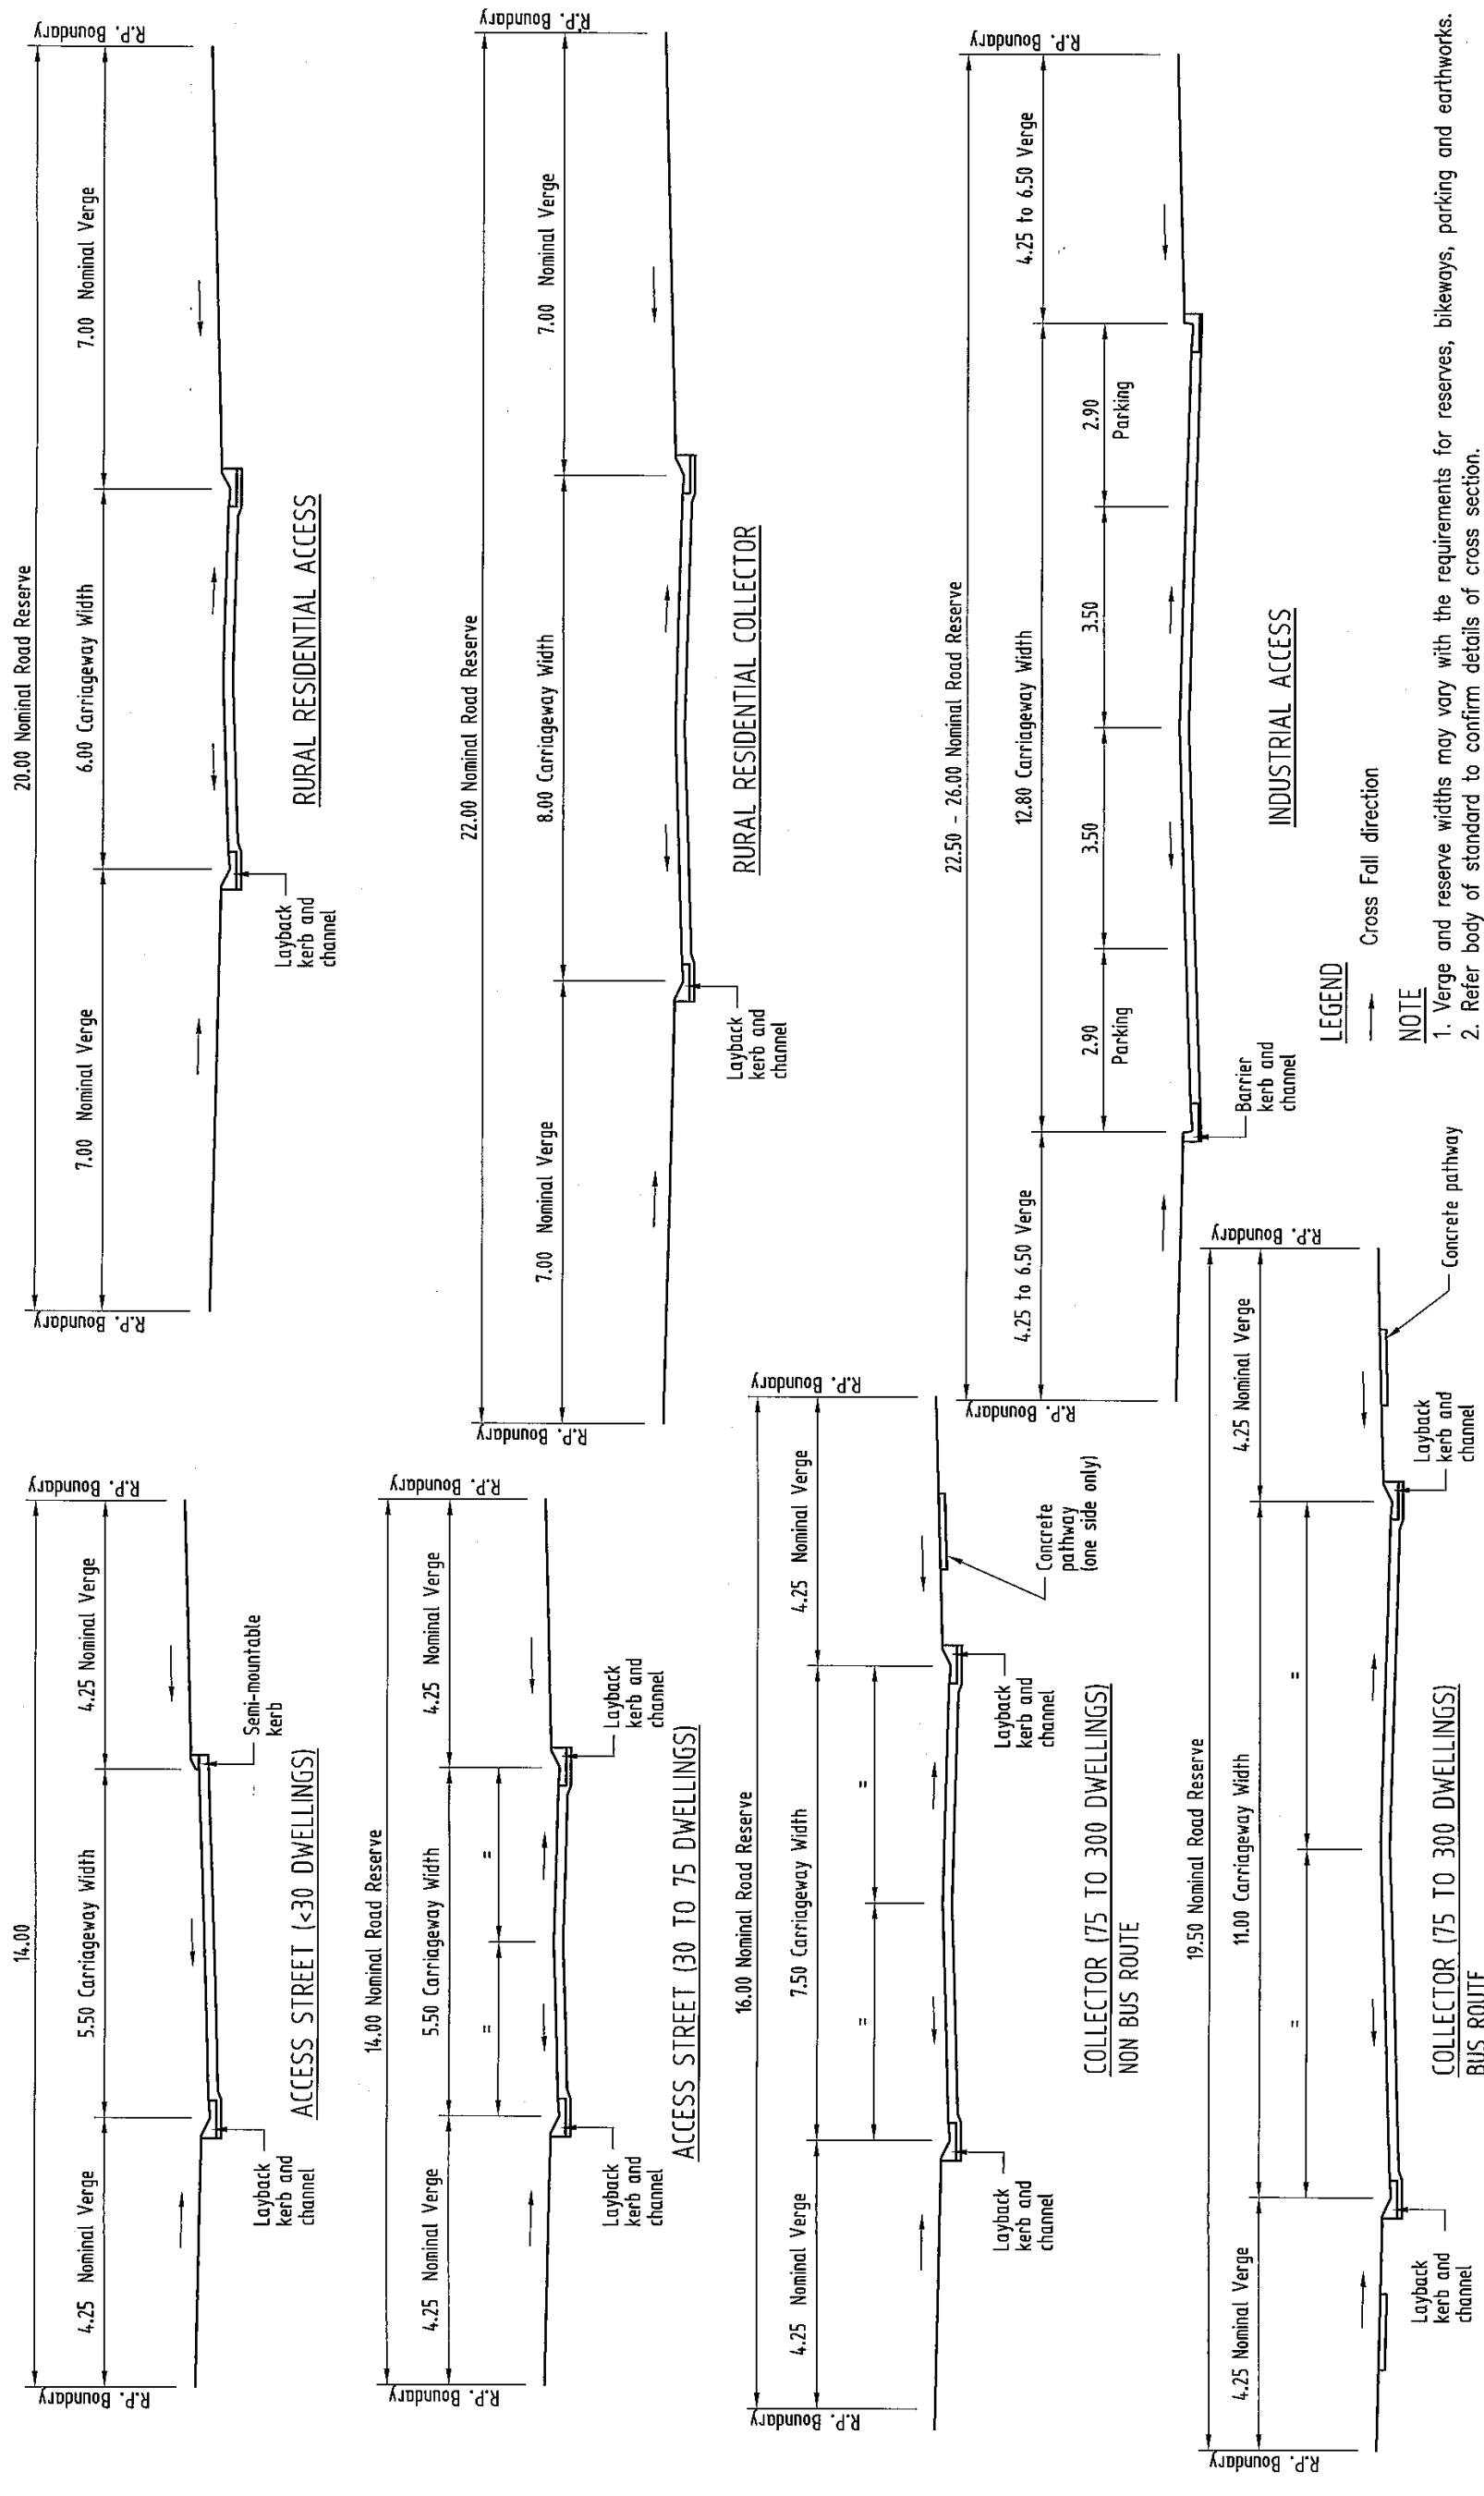 14.00
R.P. Boundary
R.P. Boundary
4.25 Nominal Verge
5.50 Carriageway Width
4.25 Nominal Verge
Layback
kerb and
channel
Semi-mountable
kerb
ACCESS STREET (<30 DWELLINGS)
14.00 Nominal Road Reserve
R.P. Boundary
R.P. Boundary
4.25 Nominal Verge
5.50 Carriageway Width
4.25 Nominal Verge
= =
Layback
kerb and
channel
Layback
kerb and
channel
ACCESS STREET (30 TO 75 DWELLINGS)
16.00 Nominal Road Reserve
R.P. Boundary
R.P. Boundary
4.25 Nominal Verge
7.50 Carriageway Width
4.25 Nominal Verge
= =
Layback
kerb and
channel
Layback
kerb and
channel
Concrete
pathway
(one side only)
COLLECTOR (75 TO 300 DWELLINGS)
NON BUS ROUTE
19.50 Nominal Road Reserve
R.P. Boundary
R.P. Boundary
4.25 Nominal Verge
11.00 Carriageway Width
4.25 Nominal Verge
= =
Layback
kerb and
channel
Layback
kerb and
channel
Concrete pathway
COLLECTOR (75 TO 300 DWELLINGS)
BUS ROUTE
20.00 Nominal Road Reserve
R.P. Boundary
R.P. Boundary
7.00 Nominal Verge
6.00 Carriageway Width
7.00 Nominal Verge
Layback
kerb and
channel
RURAL RESIDENTIAL ACCESS
22.00 Nominal Road Reserve
R.P. Boundary
R.P. Boundary
7.00 Nominal Verge
8.00 Carriageway Width
7.00 Nominal Verge
Layback
kerb and
channel
RURAL RESIDENTIAL COLLECTOR
22.50 - 26.00 Nominal Road Reserve
R.P. Boundary
R.P. Boundary
4.25 to 6.50 Verge
12.80 Carriageway Width
4.25 to 6.50 Verge
2.90
Parking
3.50
3.50
2.90
Parking
Barrier
kerb and
channel
INDUSTRIAL ACCESS
LEGEND
Cross Fall direction
NOTE
1. Verge and reserve widths may vary with the requirements for reserves, bikeways, parking and earthworks.
2. Refer body of standard to confirm details of cross section.